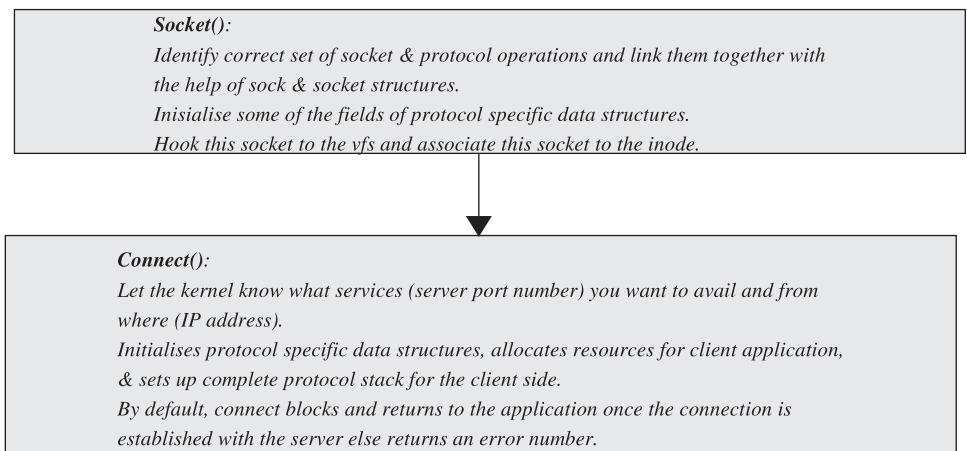 Socket():
Identify correct set of socket & protocol operations and link them together with
the help of sock & socket structures.
Inisialise some of the fields of protocol specific data structures.
Hook this socket to the vfs and associate this socket to the inode.
Connect():
Let the kernel know what services (server port number) you want to avail and from
where (IP address).
Initialises protocol specific data structures, allocates resources for client application,
& sets up complete protocol stack for the client side.
By default, connect blocks and returns to the application once the connection is
established with the server else returns an error number.